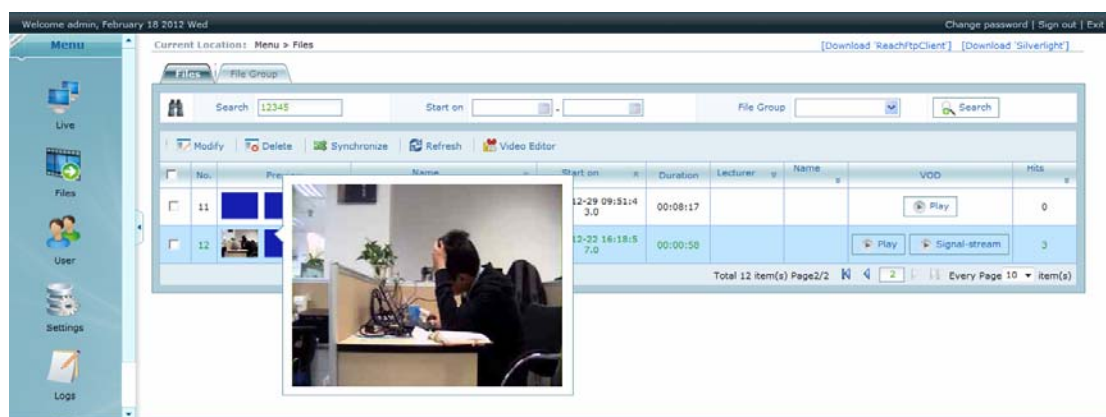 Welcome admin, February 18 2012 Wed
Change password | Sign out | Exit
Menu
Current Location: Menu > Files
[Download 'ReachFtpClient'] [Download 'Silverlight']
Files
File Group
Search 12345
Start on -
File Group
Search
Modify
Delete
Synchronize
Refresh
Video Editor
No.
Name
Start on
Duration
Lecturer
Name
VOD
Hits
11
12-29 09:51:4
3.0
00:08:17
Play
0
12
12-22 16:18:5
7.0
00:00:58
Play
Signal-stream
3
Total 12 item(s) Page2/2 2 Every Page 10 item(s)
Live
Files
User
Settings
Logs